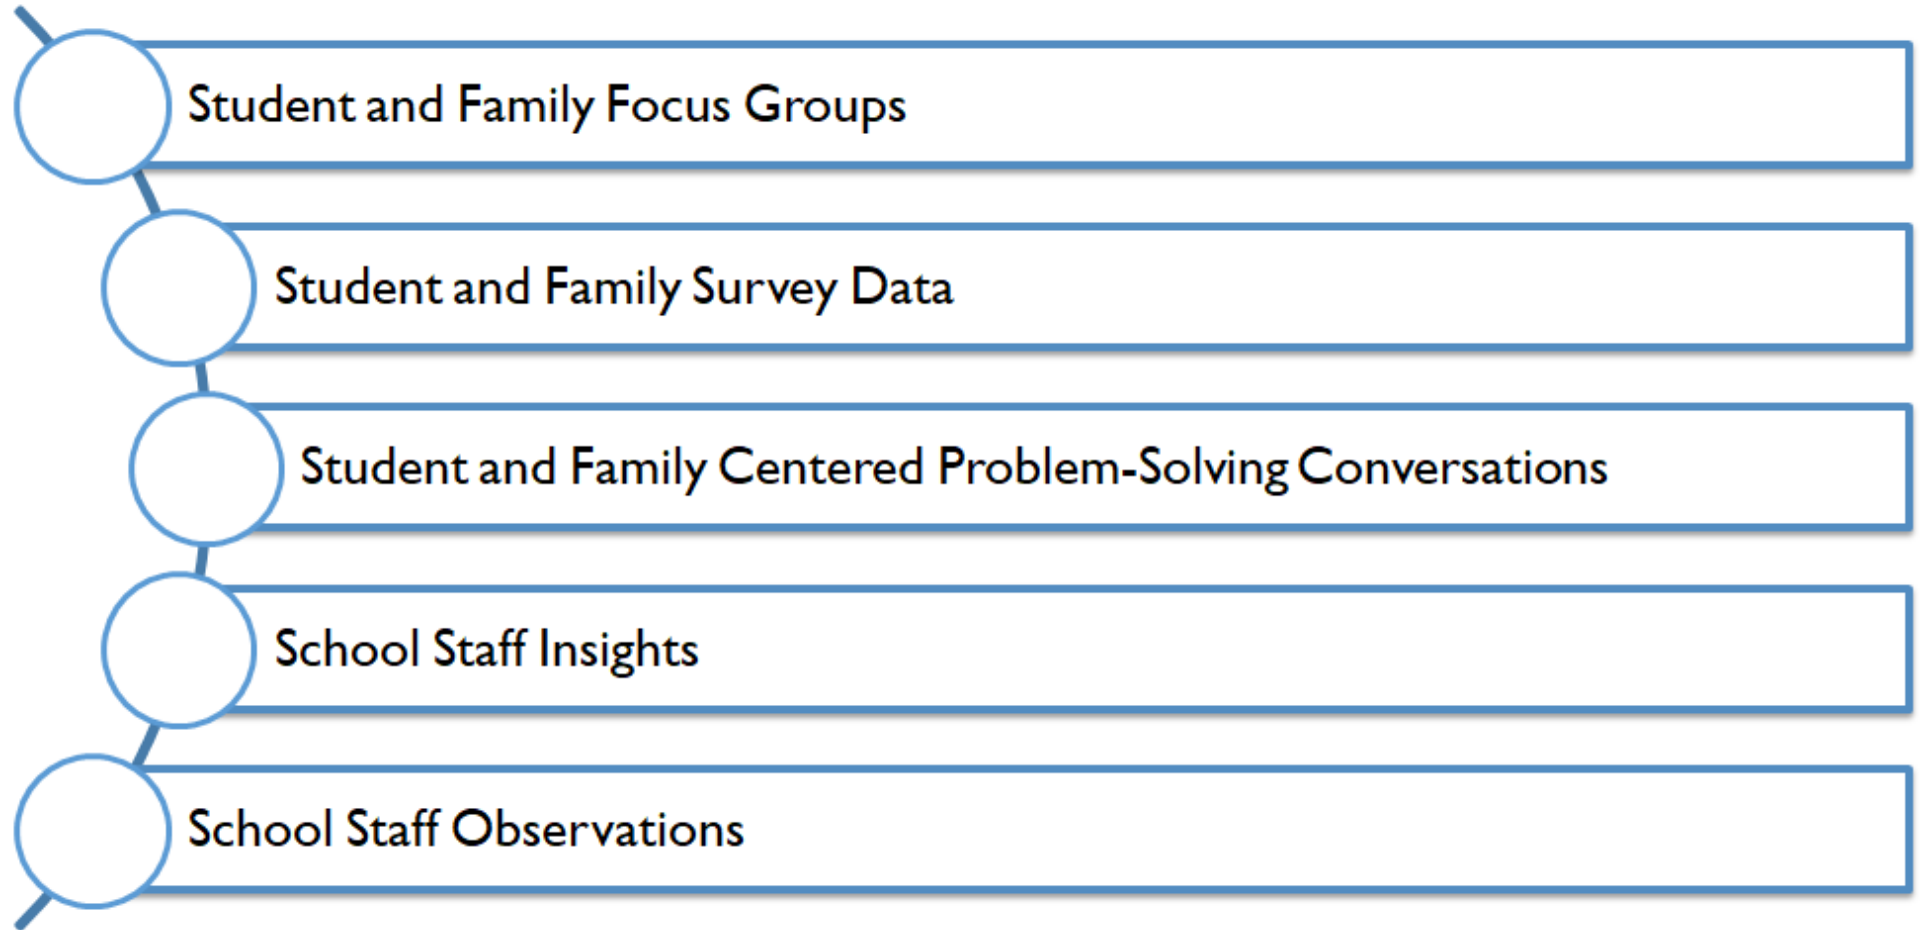 Student and Family Focus Groups
Student and Family Survey Data
Student and Family Centered Problem-Solving Conversations
School Staff Insights
School Staff Observations